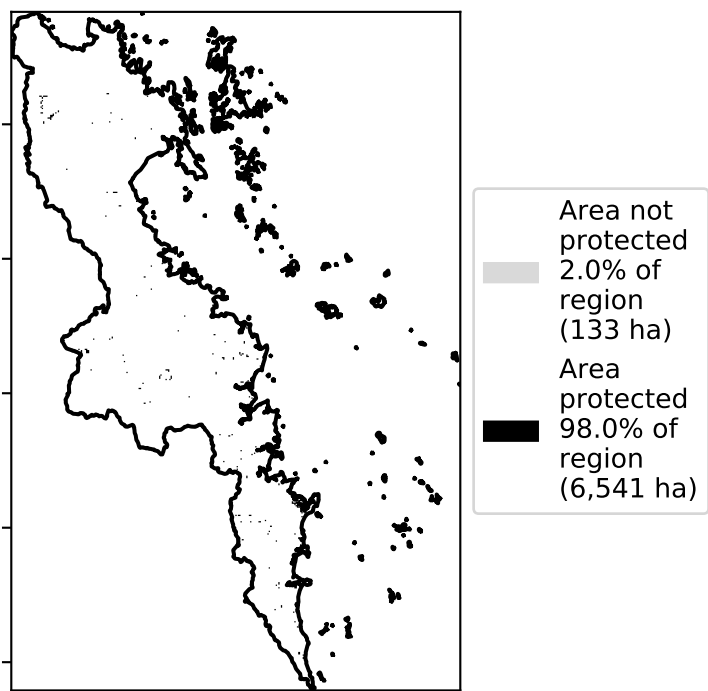 Area not
protected
2.0% of
region
(133 ha)
Area
protected
98.0% of
region
(6,541 ha)